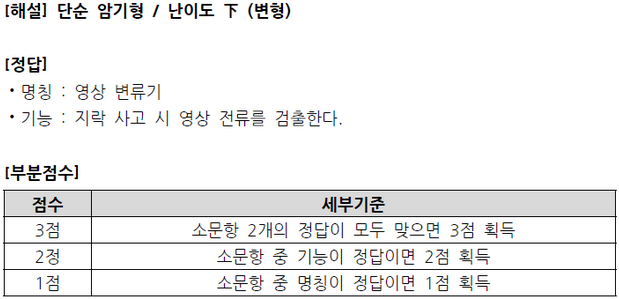 [해설] 단순 암기형 / 난이도 下 (변형)
[정답]
• 명칭 : 영상 변류기
• 기능 : 지락 사고 시 영상 전류를 검출한다.
[부분점수]
점수 세부기준
3점 소문항 2개의 정답이 모두 맞으면 3점 획득
2정 소문항 중 기능이 정답이면 2점 획득
1점 소문항 중 명칭이 정답이면 1점 획득